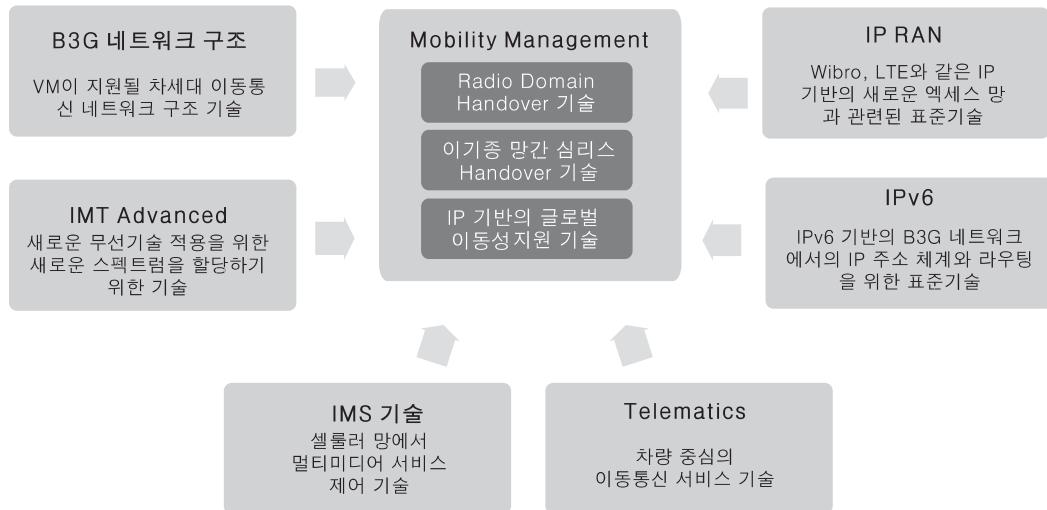 B3G 네트워크 구조
VM이 지원될 차세대 이동통
신 네트워크 구조 기술
IMT Advanced
새로운 무선기술 적용을 위한
새로운 스펙트럼을 할당하기
위한 기술
Mobility Management
Radio Domain
Handover 기술
이기종 망간 심리스
Handover 기술
IP 기반의 글로벌
이동성지원 기술
IP RAN
Wibro, LTE와 같은 IP
기반의 새로운 엑세스 망
과 관련된 표준기술
IPv6
IPv6 기반의 B3G 네트워크
에서의 IP 주소 체계와 라우팅
을 위한 표준기술
IMS 기술
셀룰러 망에서
멀티미디어 서비스
제어 기술
Telematics
차량 중심의
이동통신 서비스 기술